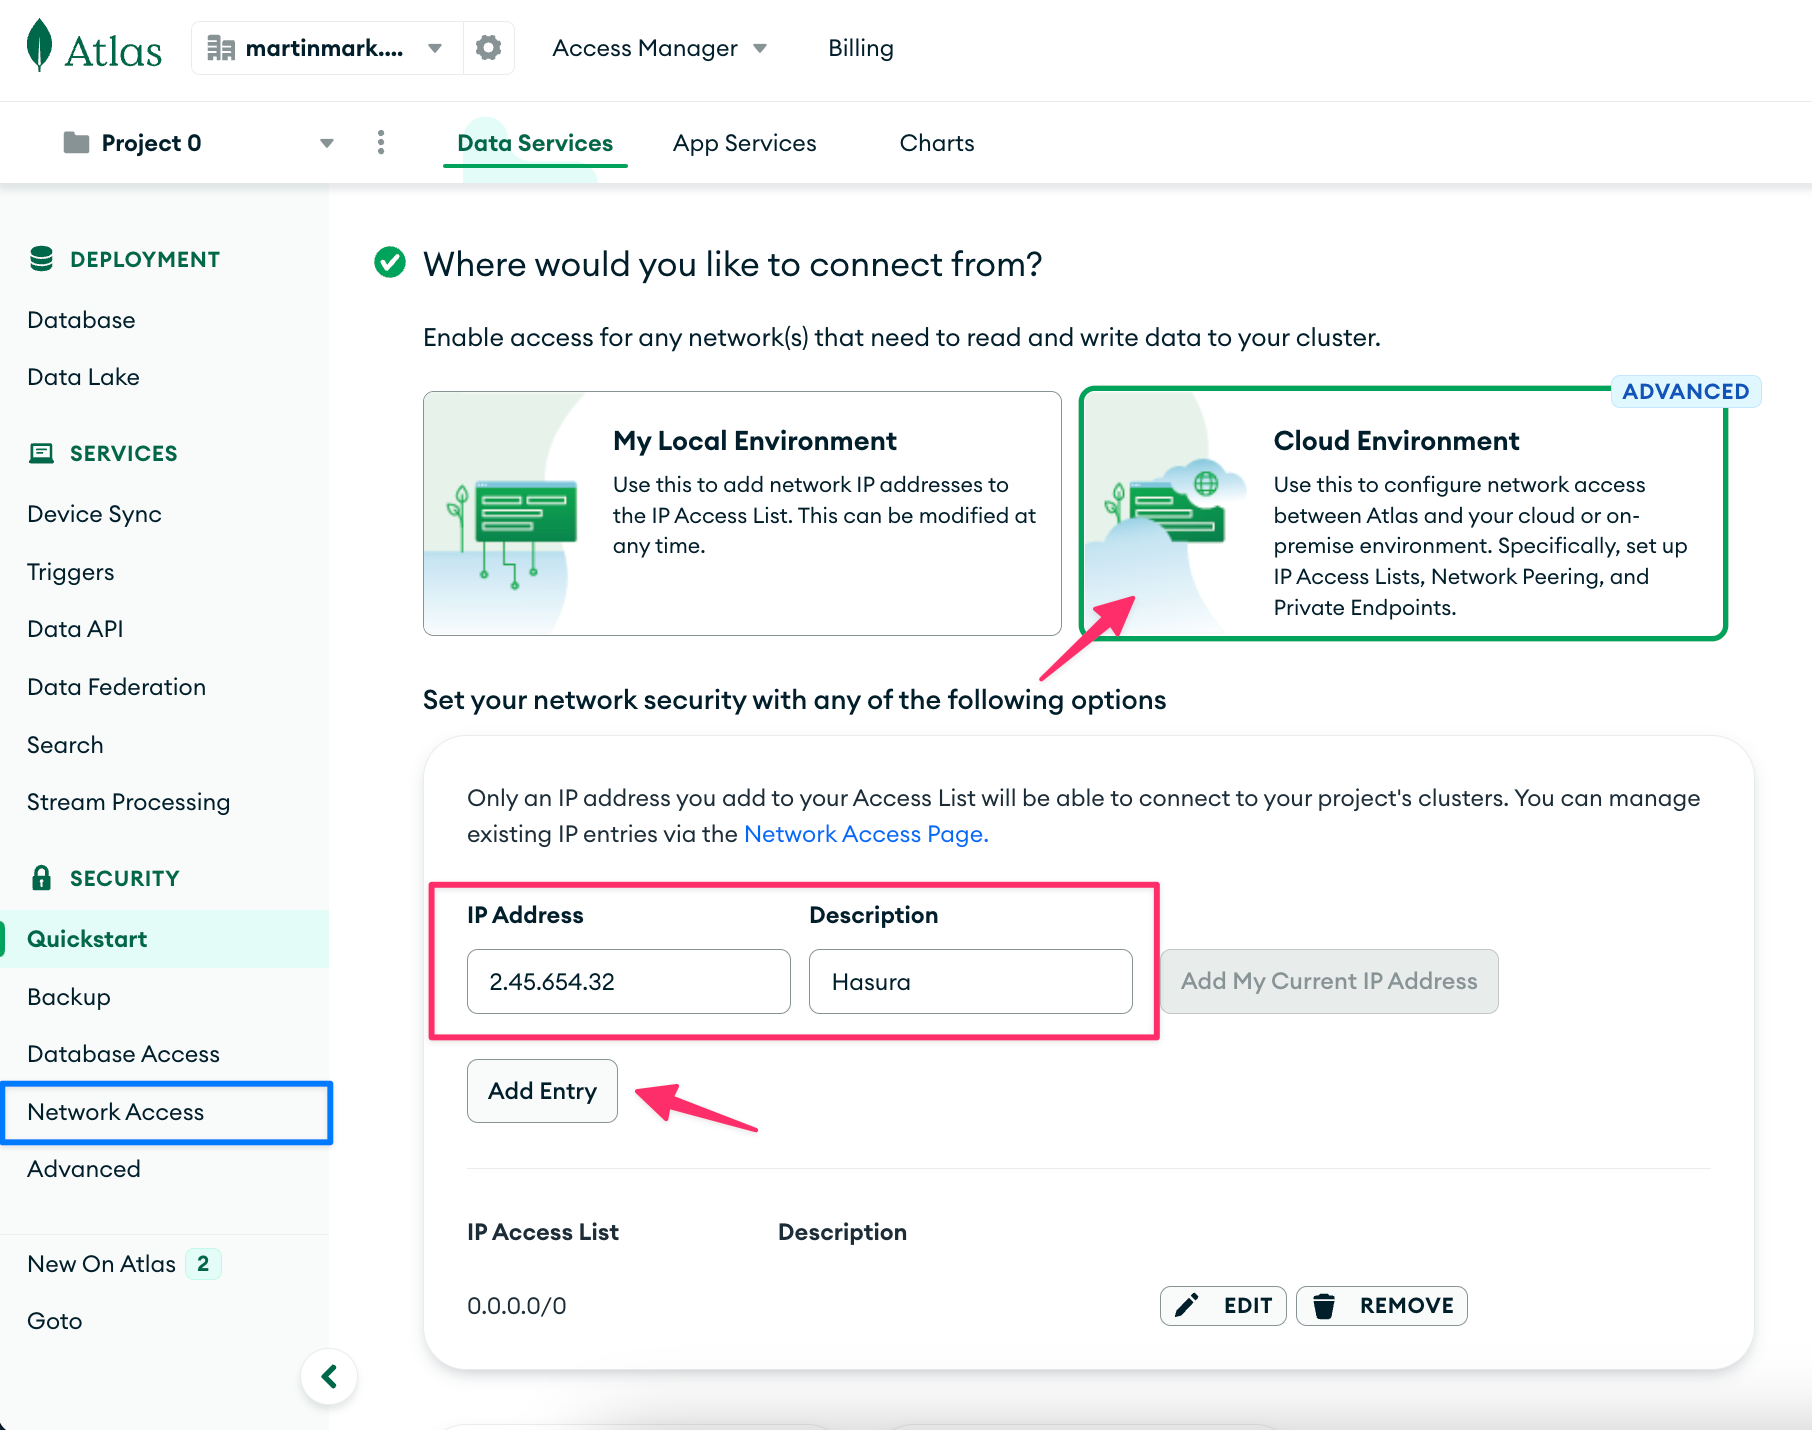 Atlas
martinmark....
Access Manager
Billing
Project 0
Data Services
App Services
Charts
DEPLOYMENT
Database
Data Lake
SERVICES
Device Sync
Triggers
Data API
Data Federation
Search
Stream Processing
SECURITY
Quickstart
Backup
Database Access
Network Access
Advanced
New On Atlas 2
Goto
Where would you like to connect from?
Enable access for any network(s) that need to read and write data to your cluster.
My Local Environment
Use this to add network IP addresses to
the IP Access List. This can be modified at
any time.
ADVANCED
Cloud Environment
Use this to configure network access
between Atlas and your cloud or on-
premise environment. Specifically, set up
IP Access Lists, Network Peering, and
Private Endpoints.
Set your network security with any of the following options
Only an IP address you add to your Access List will be able to connect to your project's clusters. You can manage
existing IP entries via the Network Access Page.
IP Address
Description
2.45.654.32
Hasura
Add My Current IP Address
Add Entry
IP Access List
Description
0.0.0.0/0
EDIT
REMOVE